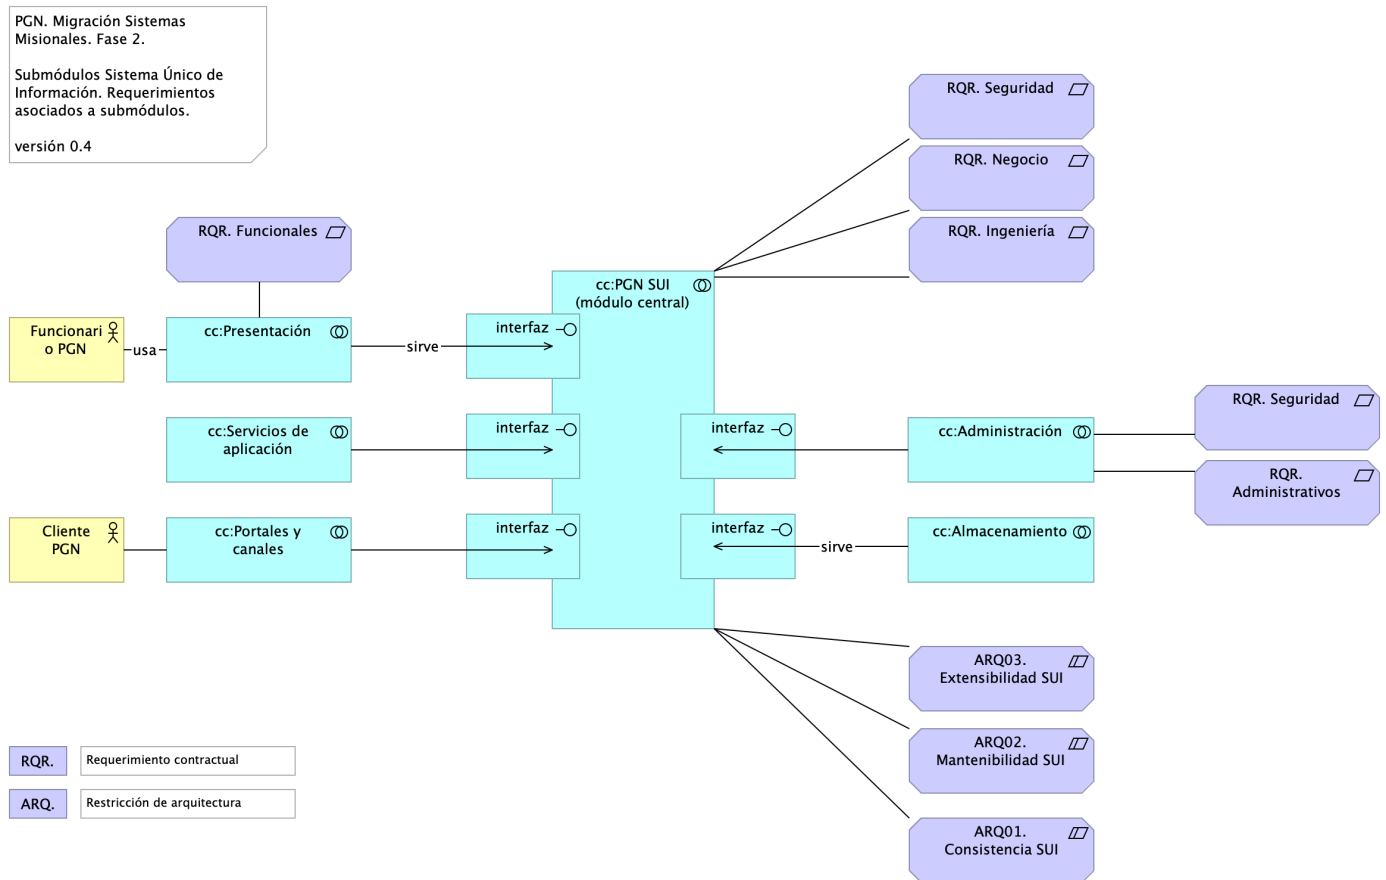 PGN. Migración Sistemas
Misionales. Fase 2.
Submódulos Sistema Único de
Información. Requerimientos
asociados a submódulos.
versión 0.4
RQR. Seguridad
RQR. Negocio
RQR. Ingeniería
RQR. Funcionales
cc:PGN SUI
(módulo central)
Funcionari
o PGN
usa
cc:Presentación
sirve
interfaz
cc:Servicios de
aplicación
interfaz
interfaz
cc:Administración
RQR. Seguridad
RQR.
Administrativos
Cliente
PGN
cc:Portales y
canales
interfaz
interfaz
sirve
cc:Almacenamiento
ARQ03.
Extensibilidad SUI
ARQ02.
Mantenibilidad SUI
ARQ01.
Consistencia SUI
RQR.
Requerimiento contractual
ARQ.
Restricción de arquitectura